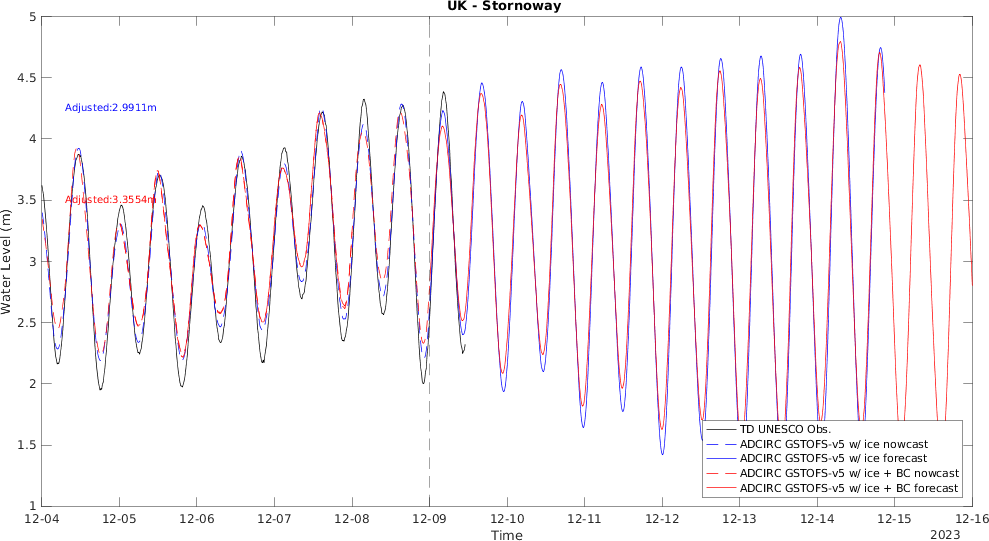 UK - Stornoway
5
4.5
4
3.5
3
2.5
2
1.5
1
Water Level (m)
Adjusted:2.9911m
Adjusted:3.3554m
TD UNESCO Obs.
ADCIRC GSTOFS-v5 w/ ice nowcast
ADCIRC GSTOFS-v5 w/ ice forecast
ADCIRC GSTOFS-v5 w/ ice + BC nowcast
ADCIRC GSTOFS-v5 w/ ice + BC forecast
12-04 12-05 12-06 12-07 12-08 12-09 12-10 12-11 12-12 12-13 12-14 12-15 12-16
Time
2023